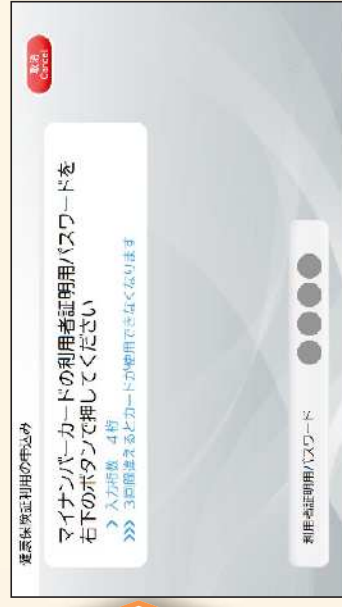 健康保険証利用の申込み
取消
Cancel
マイナンバーカードの利用者証明用パスワードを
右下のボタンで押してください
> 入力桁数 4桁
>>> 3回間違えるとカードが使用できなくなります
利用者証明用パスワード